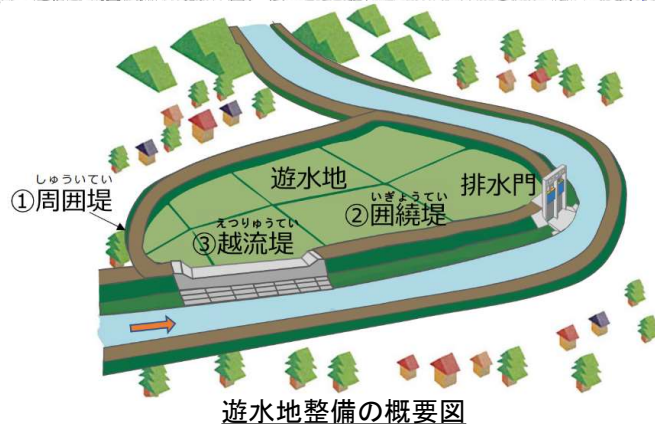 しゅういてい
①周囲堤
遊水地
いぎょうてい
②囲繞堤
排水門
えつりゅうてい
③越流堤
遊水地整備の概要図